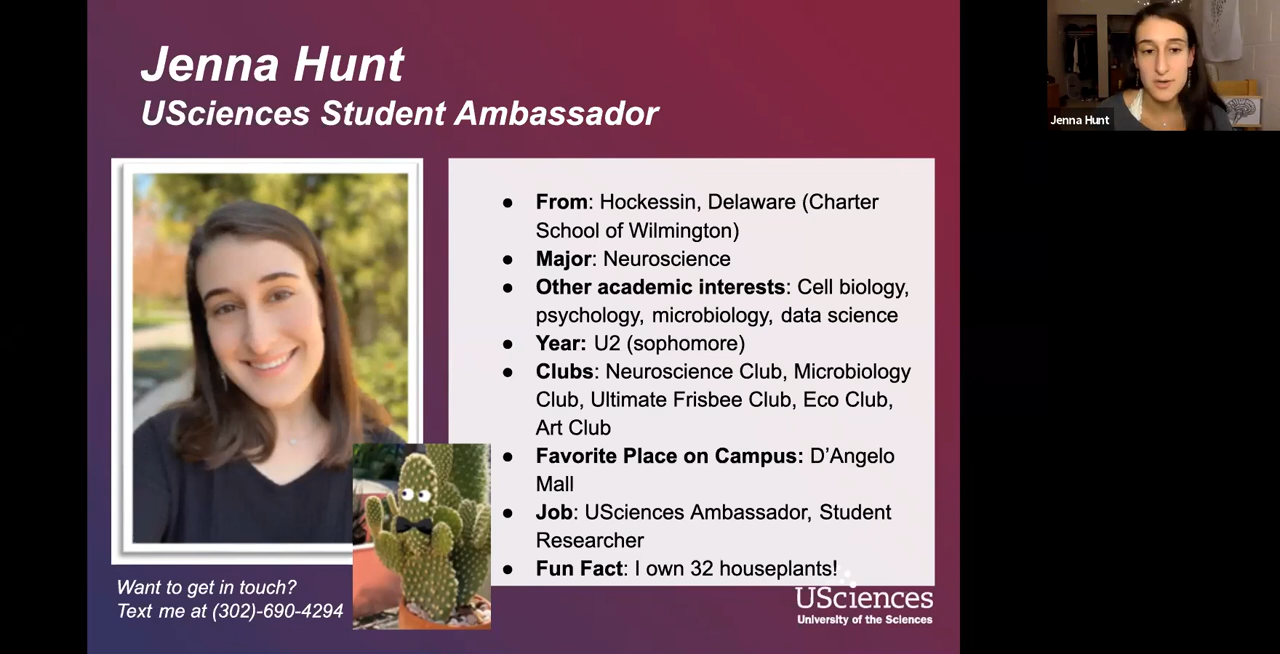 Jenna Hunt
USciences Student Ambassador
● From: Hockessin, Delaware (Charter
School of Wilmington)
● Major: Neuroscience
● Other academic interests: Cell biology,
psychology, microbiology, data science
● Year: U2 (sophomore)
● Clubs: Neuroscience Club, Microbiology
Club, Ultimate Frisbee Club, Eco Club,
Art Club
● Favorite Place on Campus: D’Angelo
Mall
● Job: USciences Ambassador, Student
Researcher
● Fun Fact: I own 32 houseplants!
Want to get in touch?
Text me at (302)-690-4294
USciences
University of the Sciences
Jenna Hunt